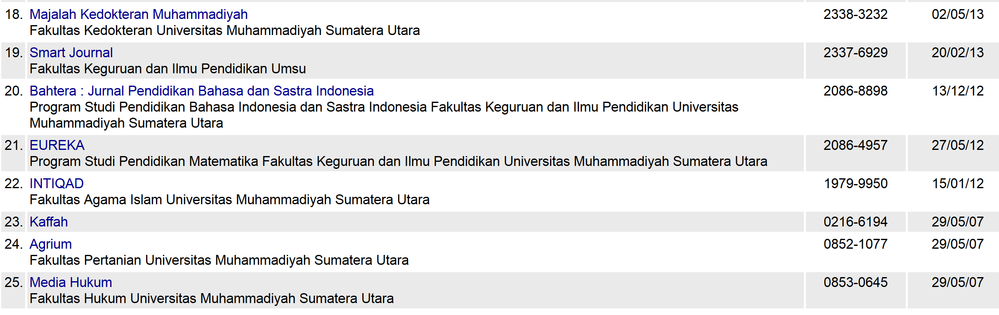 18. Majalah Kedokteran Muhammadiyah 2338-3232 02/05/13
Fakultas Kedokteran Universitas Muhammadiyah Sumatera Utara
19. Smart Journal 2337-6929 20/02/13
Fakultas Keguruan dan Ilmu Pendidikan Umsu
20. Bahtera : Jurnal Pendidikan Bahasa dan Sastra Indonesia 2086-8898 13/12/12
Program Studi Pendidikan Bahasa Indonesia dan Sastra Indonesia Fakultas Keguruan dan Ilmu Pendidikan Universitas
Muhammadiyah Sumatera Utara
21. EUREKA 2086-4957 27/05/12
Program Studi Pendidikan Matematika Fakultas Keguruan dan Ilmu Pendidikan Universitas Muhammadiyah Sumatera Utara
22. INTIQAD 1979-9950 15/01/12
Fakultas Agama Islam Universitas Muhammadiyah Sumatera Utara
23. Kaffah 0216-6194 29/05/07
24. Agrium 0852-1077 29/05/07
Fakultas Pertanian Universitas Muhammadiyah Sumatera Utara
25. Media Hukum 0853-0645 29/05/07
Fakultas Hukum Universitas Muhammadiyah Sumatera Utara